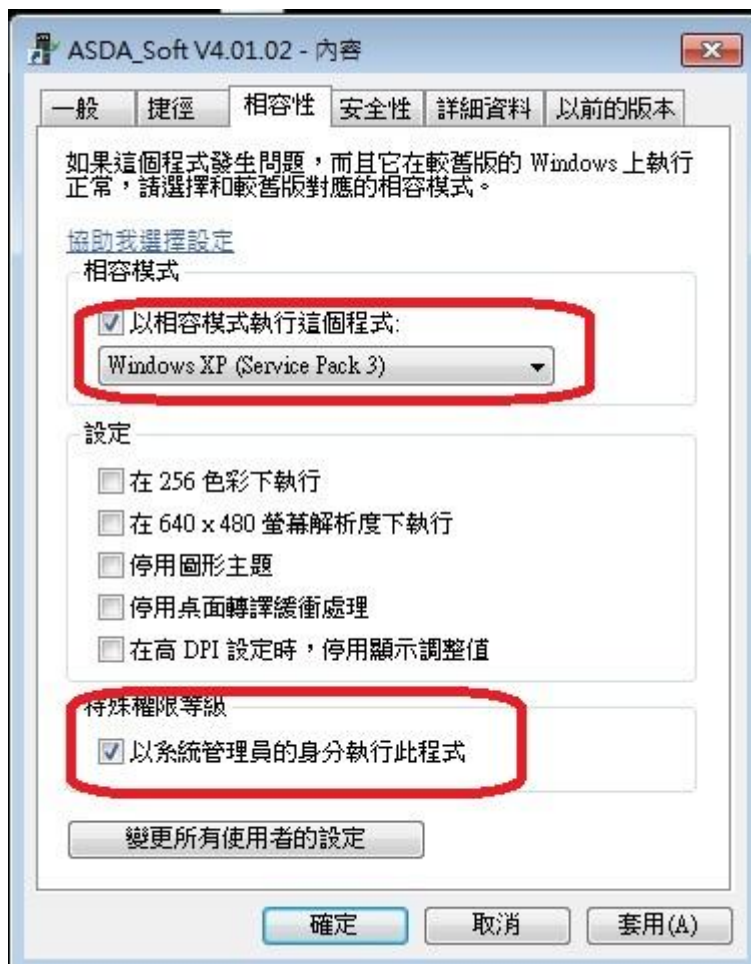 ASDA_Soft V4.01.02 - 內容
一般 捷徑 相容性 安全性 詳細資料 以前的版本
如果這個程式發生問題，而且它在較舊版的 Windows 上執行
正常，請選擇和較舊版對應的相容模式。
協助我選擇設定
相容模式
以相容模式執行這個程式:
Windows XP (Service Pack 3)
設定
在 256 色彩下執行
在 640 x 480 螢幕解析度下執行
停用圖形主題
停用桌面轉譯緩衝處理
在高 DPI 設定時，停用顯示調整值
特殊權限等級
以系統管理員的身分執行此程式
變更所有使用者的設定
確定 取消 套用(A)